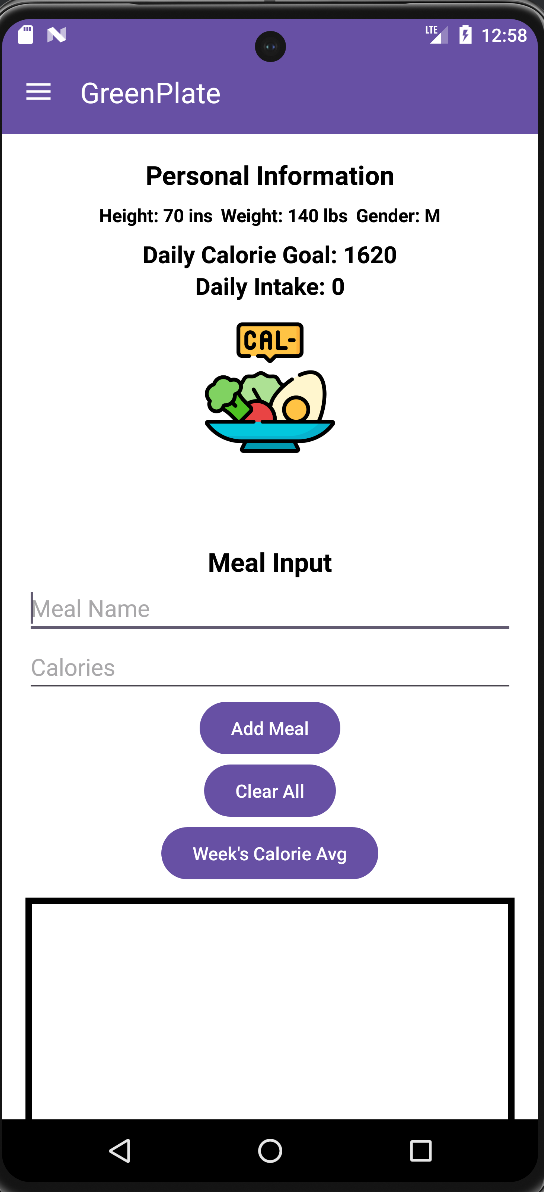 LTE 12:58
GreenPlate
Personal Information
Height: 70 ins Weight: 140 lbs Gender: M
Daily Calorie Goal: 1620
Daily Intake: 0
CAL-
Meal Input
Meal Name
Calories
Add Meal
Clear All
Week's Calorie Avg